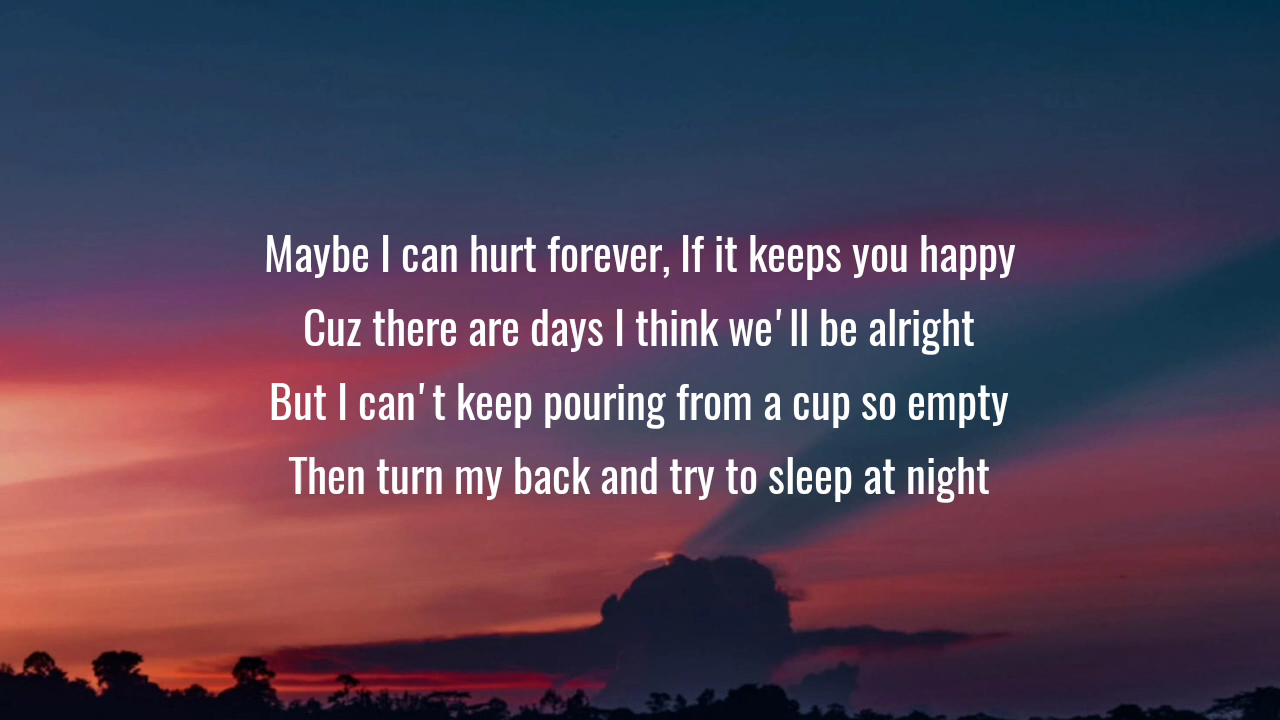 Maybe I can hurt forever, If it keeps you happy
Cuz there are days I think we'll be alright
But I can't keep pouring from a cup so empty
Then turn my back and try to sleep at night